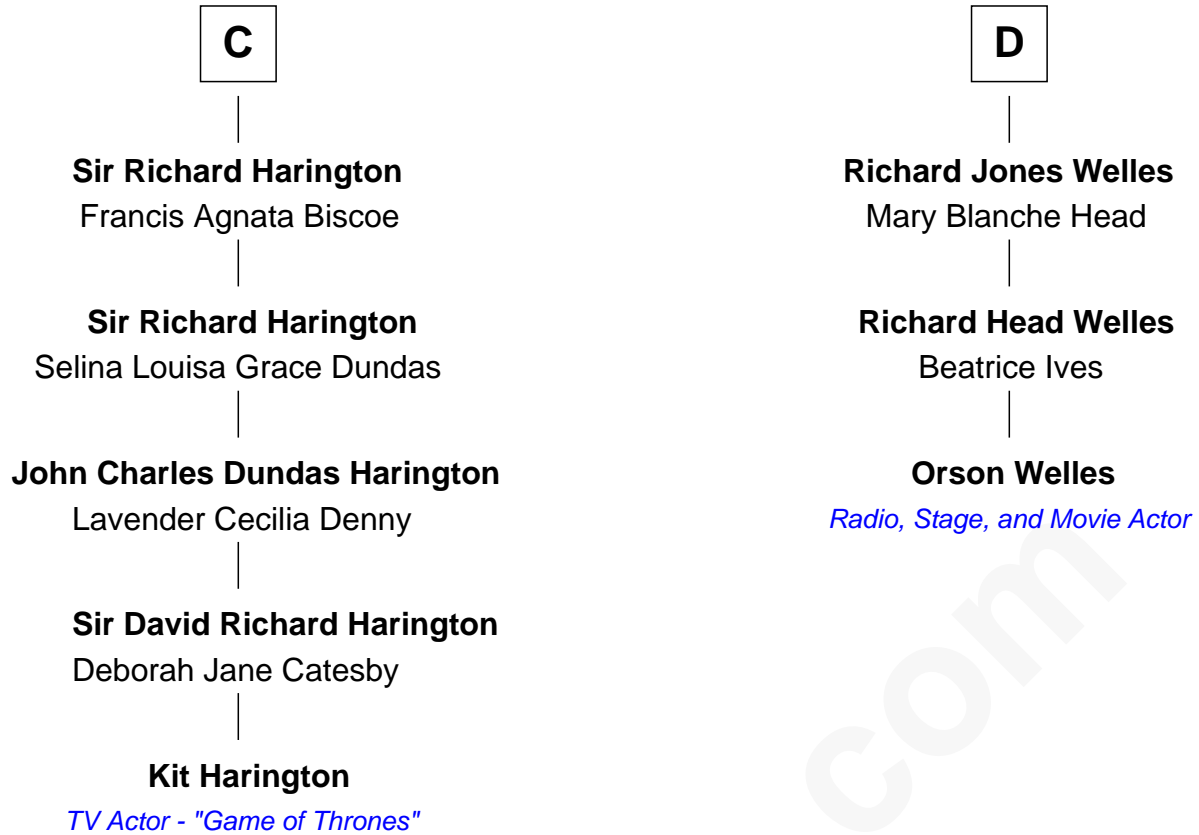 C
Sir Richard Harington
Francis Agnata Biscoe
Sir Richard Harington
Selina Louisa Grace Dundas
John Charles Dundas Harington
Lavender Cecilia Denny
Sir David Richard Harington
Deborah Jane Catesby
Kit Harington
TV Actor - "Game of Thrones"
D
Richard Jones Welles
Mary Blanche Head
Richard Head Welles
Beatrice Ives
Orson Welles
Radio, Stage, and Movie Actor
com